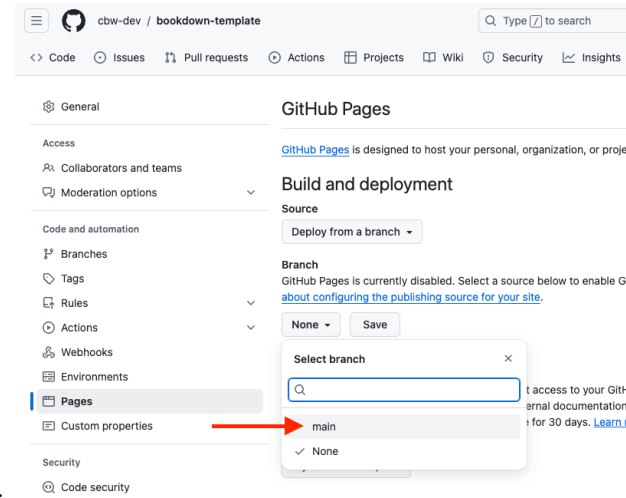 cbw-dev / bookdown-template
Type / to search
Code Issues Pull requests Actions Projects Wiki Security Insights
General
Access
Collaborators and teams
Moderation options
Code and automation
Branches
Tags
Rules
Actions
Webhooks
Environments
Pages
Custom properties
Security
Code security
GitHub Pages
GitHub Pages is designed to host your personal, organization, or proje
Build and deployment
Source
Deploy from a branch
Branch
GitHub Pages is currently disabled. Select a source below to enable G
about configuring the publishing source for your site.
None Save
Select branch
main
None
t access to your GitH
ernal documentation
for 30 days. Learn